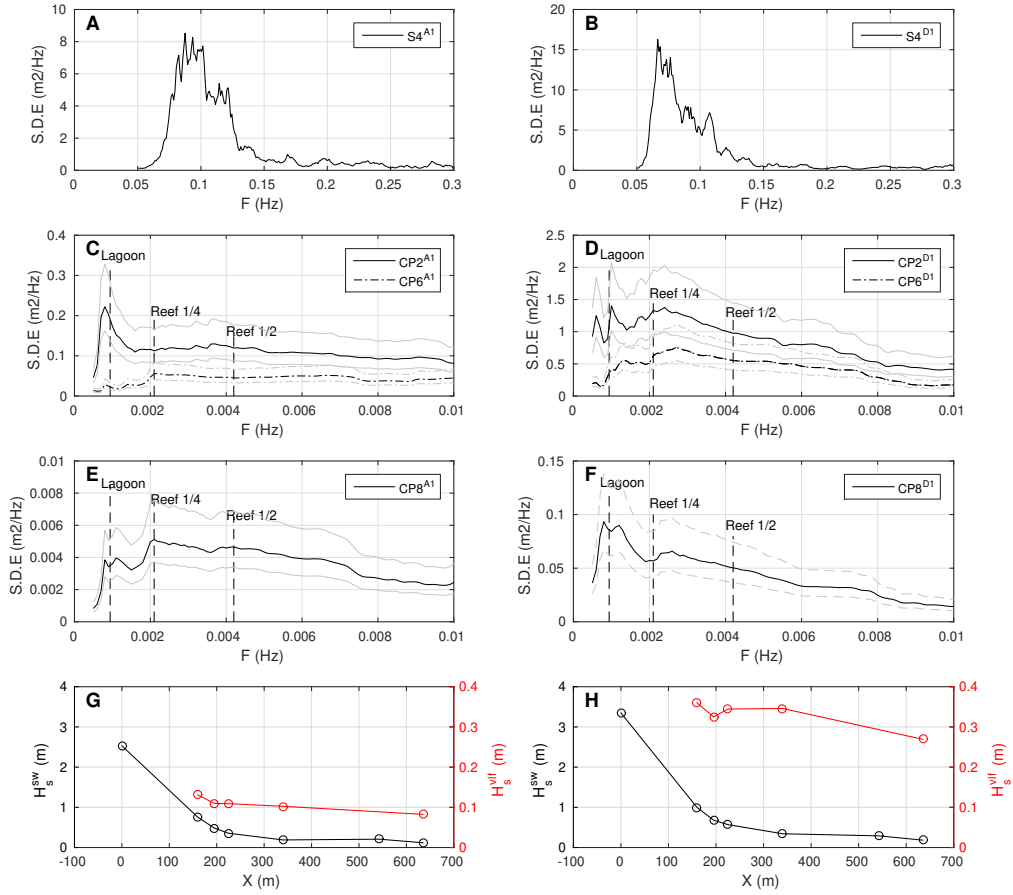 A
S4^A1
S.D.E (m2/Hz)
10
8
6
4
2
0
0 0.05 0.1 0.15 0.2 0.25 0.3
F (Hz)
B
S4^D1
S.D.E (m2/Hz)
20
15
10
5
0
0 0.05 0.1 0.15 0.2 0.25 0.3
F (Hz)
C
Lagoon
Reef 1/4
Reef 1/2
CP2^A1
CP6^A1
S.D.E (m2/Hz)
0.4
0.3
0.2
0.1
0
0 0.002 0.004 0.006 0.008 0.01
F (Hz)
D
Lagoon
Reef 1/4
Reef 1/2
CP2^D1
CP6^D1
S.D.E (m2/Hz)
2.5
2
1.5
1
0.5
0
0 0.002 0.004 0.006 0.008 0.01
F (Hz)
E
Lagoon
Reef 1/4
Reef 1/2
CP8^A1
S.D.E (m2/Hz)
0.01
0.008
0.006
0.004
0.002
0 0.002 0.004 0.006 0.008 0.01
F (Hz)
F
Lagoon
Reef 1/4
Reef 1/2
CP8^D1
S.D.E (m2/Hz)
0.15
0.1
0.05
0
0 0.002 0.004 0.006 0.008 0.01
F (Hz)
G
H_s^sw (m)
4
3
2
1
0
-100 0 100 200 300 400 500 600 700
X (m)
0.4
0.3
0.2
0.1
0
H_s^vlf (m)
H
H_s^sw (m)
4
3
2
1
0
-100 0 100 200 300 400 500 600 700
X (m)
0.4
0.3
0.2
0.1
0
H_s^vlf (m)